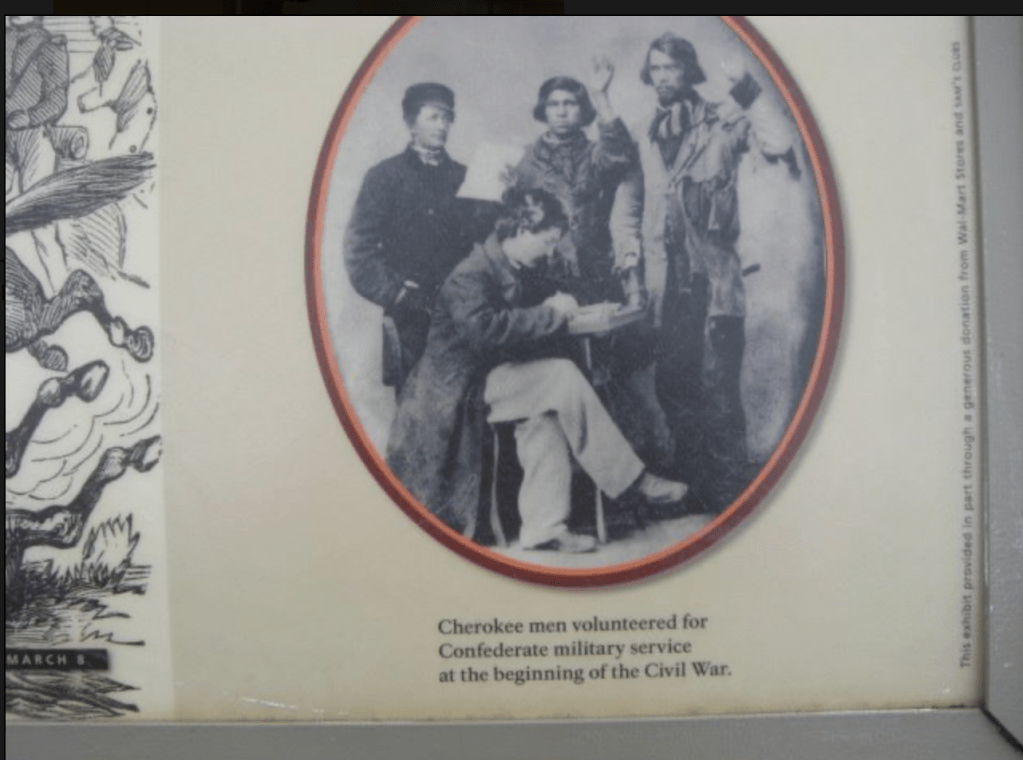 MARCH 8
Cherokee men volunteered for
Confederate military service
at the beginning of the Civil War.
This exhibit provided in part through a generous donation from Wal-Mart Stores and SAM'S CLUBS